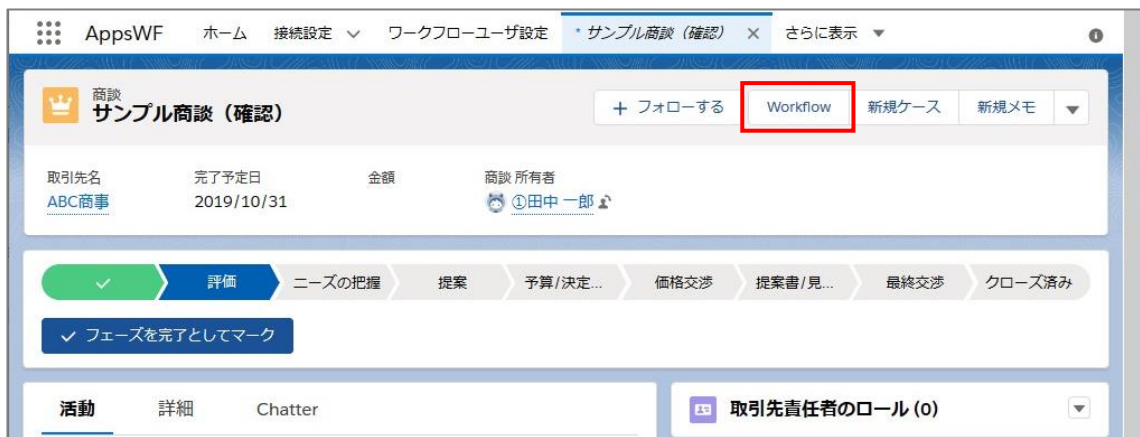 AppsWF ホーム 接続設定 ワークフローユーザ設定 * サンプル商談（確認） × さらに表示 ▼
商談
サンプル商談（確認）
+ フォローする Workflow 新規ケース 新規メモ
取引先名 完了予定日 金額 商談 所有者
ABC商事 2019/10/31 ①田中 一郎
評価 ニーズの把握 提案 予算/決定... 価格交渉 提案書/見... 最終交渉 クローズ済み
✓ フェーズを完了としてマーク
活動 詳細 Chatter 取引先責任者のロール (0)